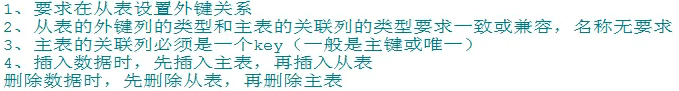 1、要求在从表设置外键关系
2、从表的外键列的类型和主表的关联列的类型要求一致或兼容，名称无要求
3、主表的关联列必须是一个key（一般是主键或唯一）
4、插入数据时，先插入主表，再插入从表
删除数据时，先删除从表，再删除主表